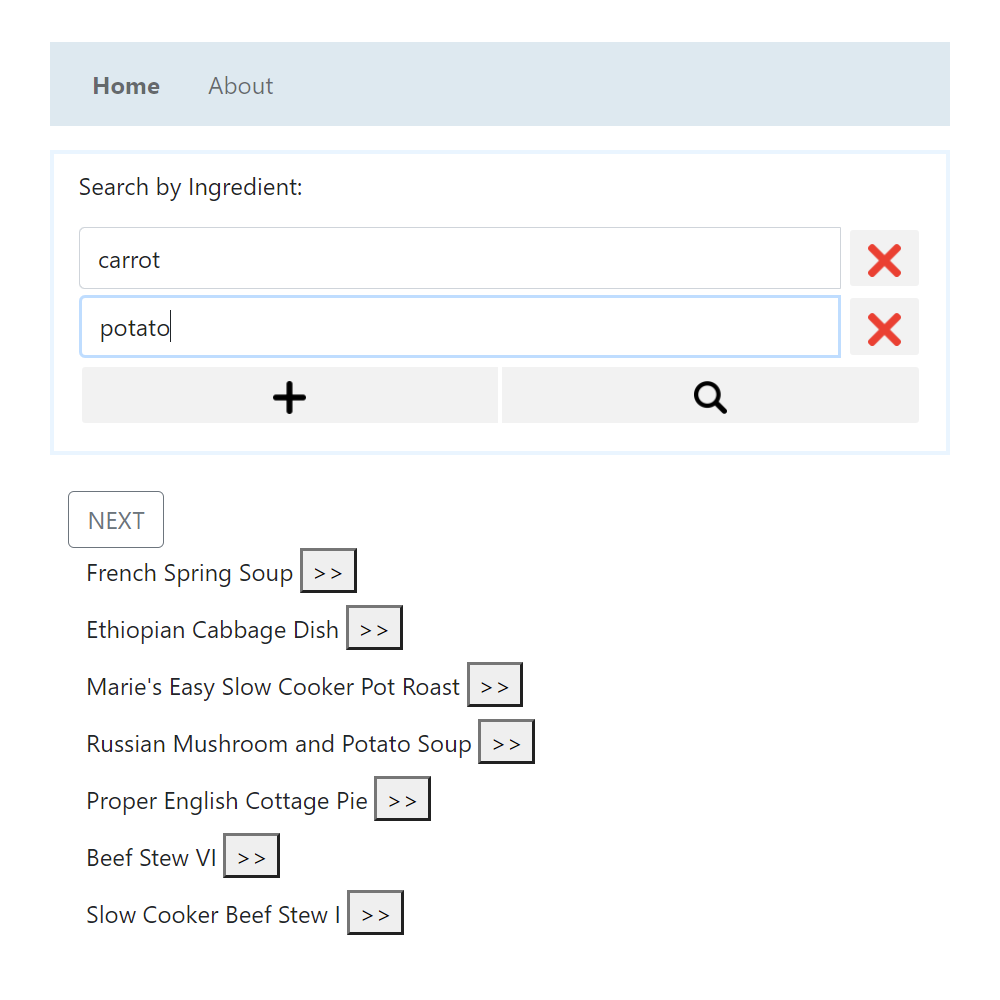 Home About
Search by Ingredient:
carrot
potato
NEXT
French Spring Soup >>
Ethiopian Cabbage Dish >>
Marie's Easy Slow Cooker Pot Roast >>
Russian Mushroom and Potato Soup >>
Proper English Cottage Pie >>
Beef Stew VI >>
Slow Cooker Beef Stew I >>